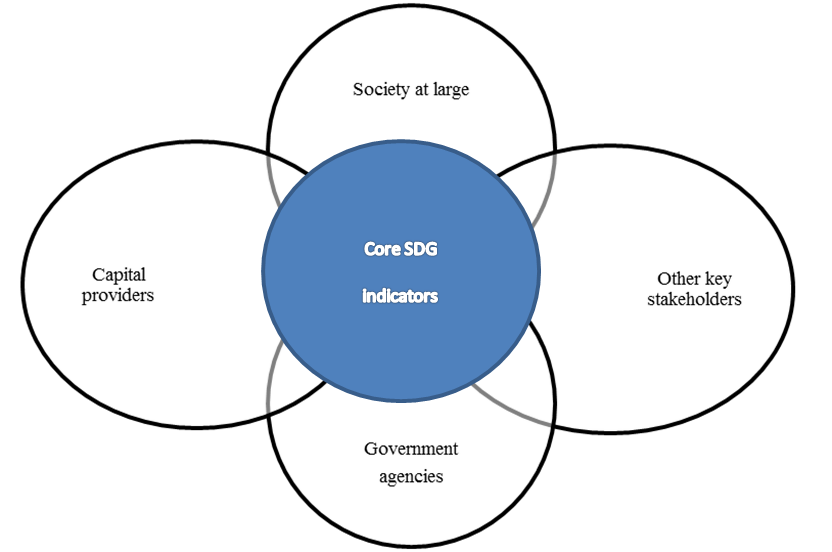 Society at large
Capital
providers
Core SDG
indicators
Other key
stakeholders
Government
agencies